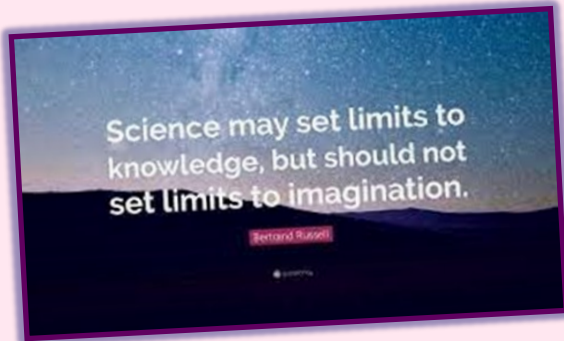 Science may set limits to
knowledge, but should not
set limits to imagination.
Bertrand Russell